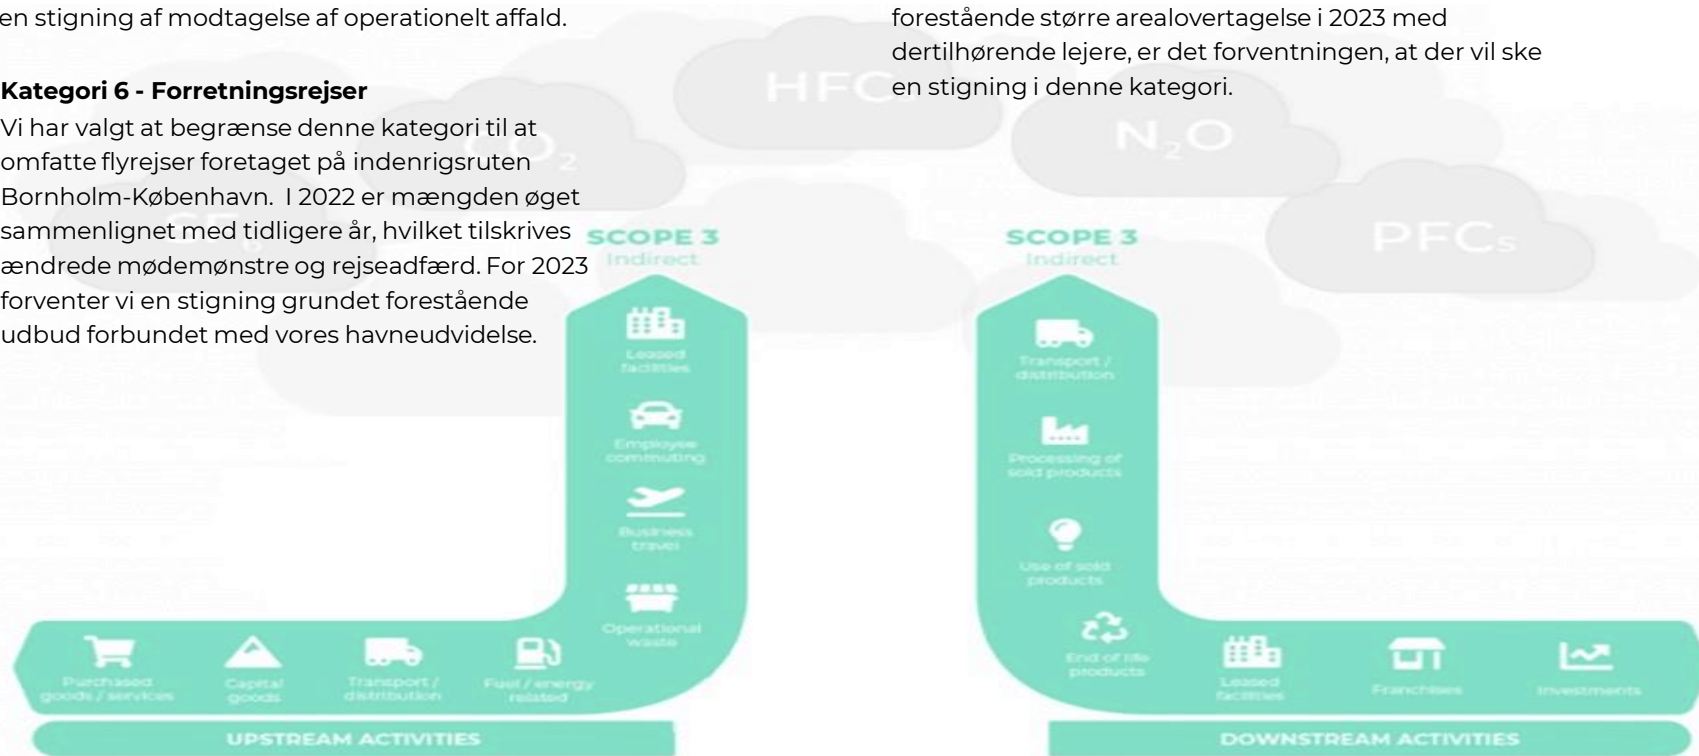 en stigning af modtagelse af operationelt affald.
Kategori 6 - Forretningsrejser
Vi har valgt at begrænse denne kategori til at
omfatte flyrejser foretaget på indenrigsruten
Bornholm-København. I 2022 er mængden øget
sammenlignet med tidligere år, hvilket tilskrives
ændrede mødemønstre og rejseadfærd. For 2023
forventer vi en stigning grundet forestående
udbud forbundet med vores havneudvidelse.
forestående større arealovertagelse i 2023 med
dertilhørende lejere, er det forventningen, at der vil ske
en stigning i denne kategori.
CO2
SF6
HFCs
N2O
PFCs
SCOPE 3
Indirect
Leased
facilities
Employee
commuting
Business
travel
Operational
waste
Purchased
goods / services
Capital
goods
Transport /
distribution
Fuel / energy
related
UPSTREAM ACTIVITIES
SCOPE 3
Indirect
Transport /
distribution
Processing of
sold products
Use of sold
products
End of life
products
Leased
facilities
Franchises
Investments
DOWNSTREAM ACTIVITIES